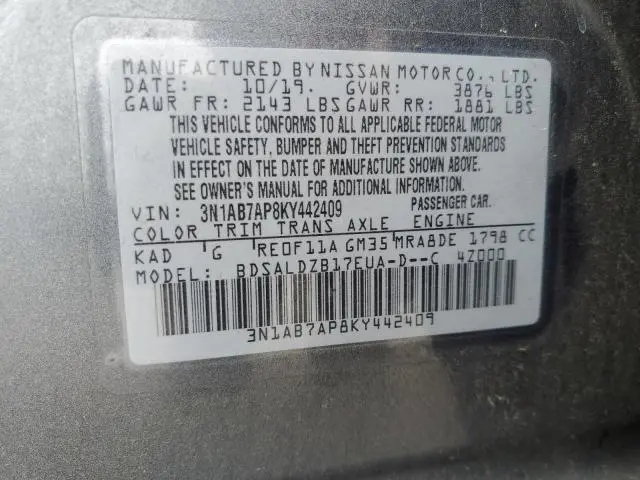 MANUFACTURED BY NISSAN MOTOR CO., LTD.
DATE: 10/19. GVWR: 3876 LBS
GAWR FR: 2143 LBS GAWR RR: 1881 LBS
THIS VEHICLE CONFORMS TO ALL APPLICABLE FEDERAL MOTOR
VEHICLE SAFETY, BUMPER AND THEFT PREVENTION STANDARDS
IN EFFECT ON THE DATE OF MANUFACTURE SHOWN ABOVE.
SEE OWNER'S MANUAL FOR ADDITIONAL INFORMATION.
VIN: 3N1AB7AP8KY442409 PASSENGER CAR.
COLOR TRIM TRANS AXLE ENGINE
KAD G RE0F11A GM35 MRA8DE 1798 CC
MODEL: BDSALDZB17EUA-D--C 4Z000
3N1AB7AP8KY442409